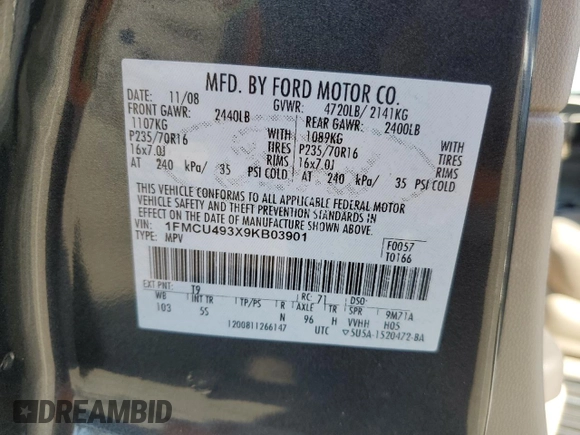 MFD. BY FORD MOTOR CO.
DATE: 11/08 GVWR: 4720LB/ 2141KG
FRONT GAWR: 2440LB REAR GAWR: 2400LB
1107KG WITH 1089KG WITH
P235/70R16 TIRES P235/70R16 TIRES
16x7.0J RIMS 16x7.0J RIMS
AT 240 kPa/ 35 PSI COLD AT 240 kPa/ 35 PSI COLD
THIS VEHICLE CONFORMS TO ALL APPLICABLE FEDERAL MOTOR
VEHICLE SAFETY AND THEFT PREVENTION STANDARDS IN
EFFECT ON THE DATE OF MANUFACTURE SHOWN ABOVE.
VIN: 1FMCU493X9KB03901
TYPE: MPV
F0057
T0166
EXT PNT: T9 RC: 71 DSO:
WB INT TR TP/PS R AXLE TR SPR 9M71A
103 5S N 96 H VVHH H05
1200811266147 UTC 5U5A-1520472-BA
DREAMBID